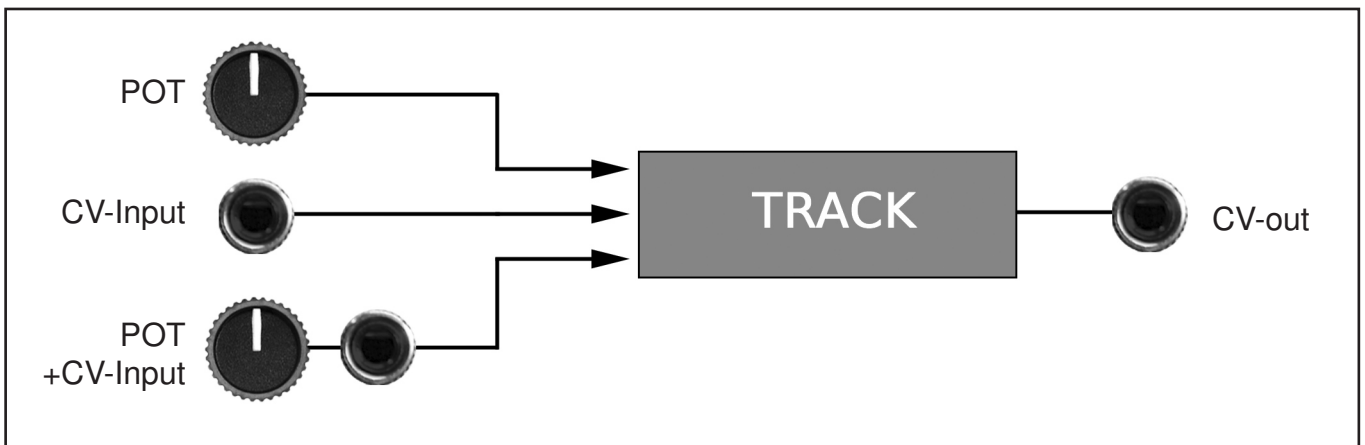 POT
CV-Input
TRACK
CV-out
POT
+CV-Input